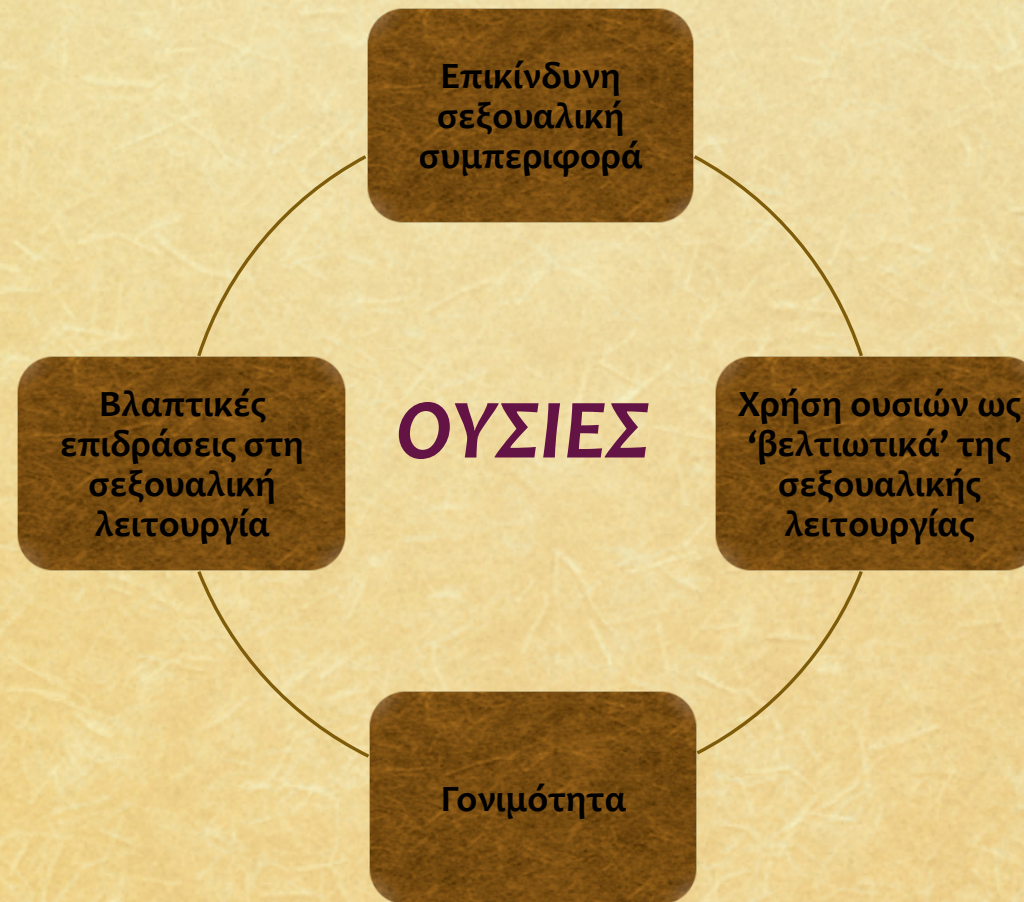 Επικίνδυνη
σεξουαλική
συμπεριφορά
Βλαπτικές
επιδράσεις στη
σεξουαλική
λειτουργία
ΟΥΣΙΕΣ
Χρήση ουσιών ως
‘βελτιωτικά’ της
σεξουαλικής
λειτουργίας
Γονιμότητα